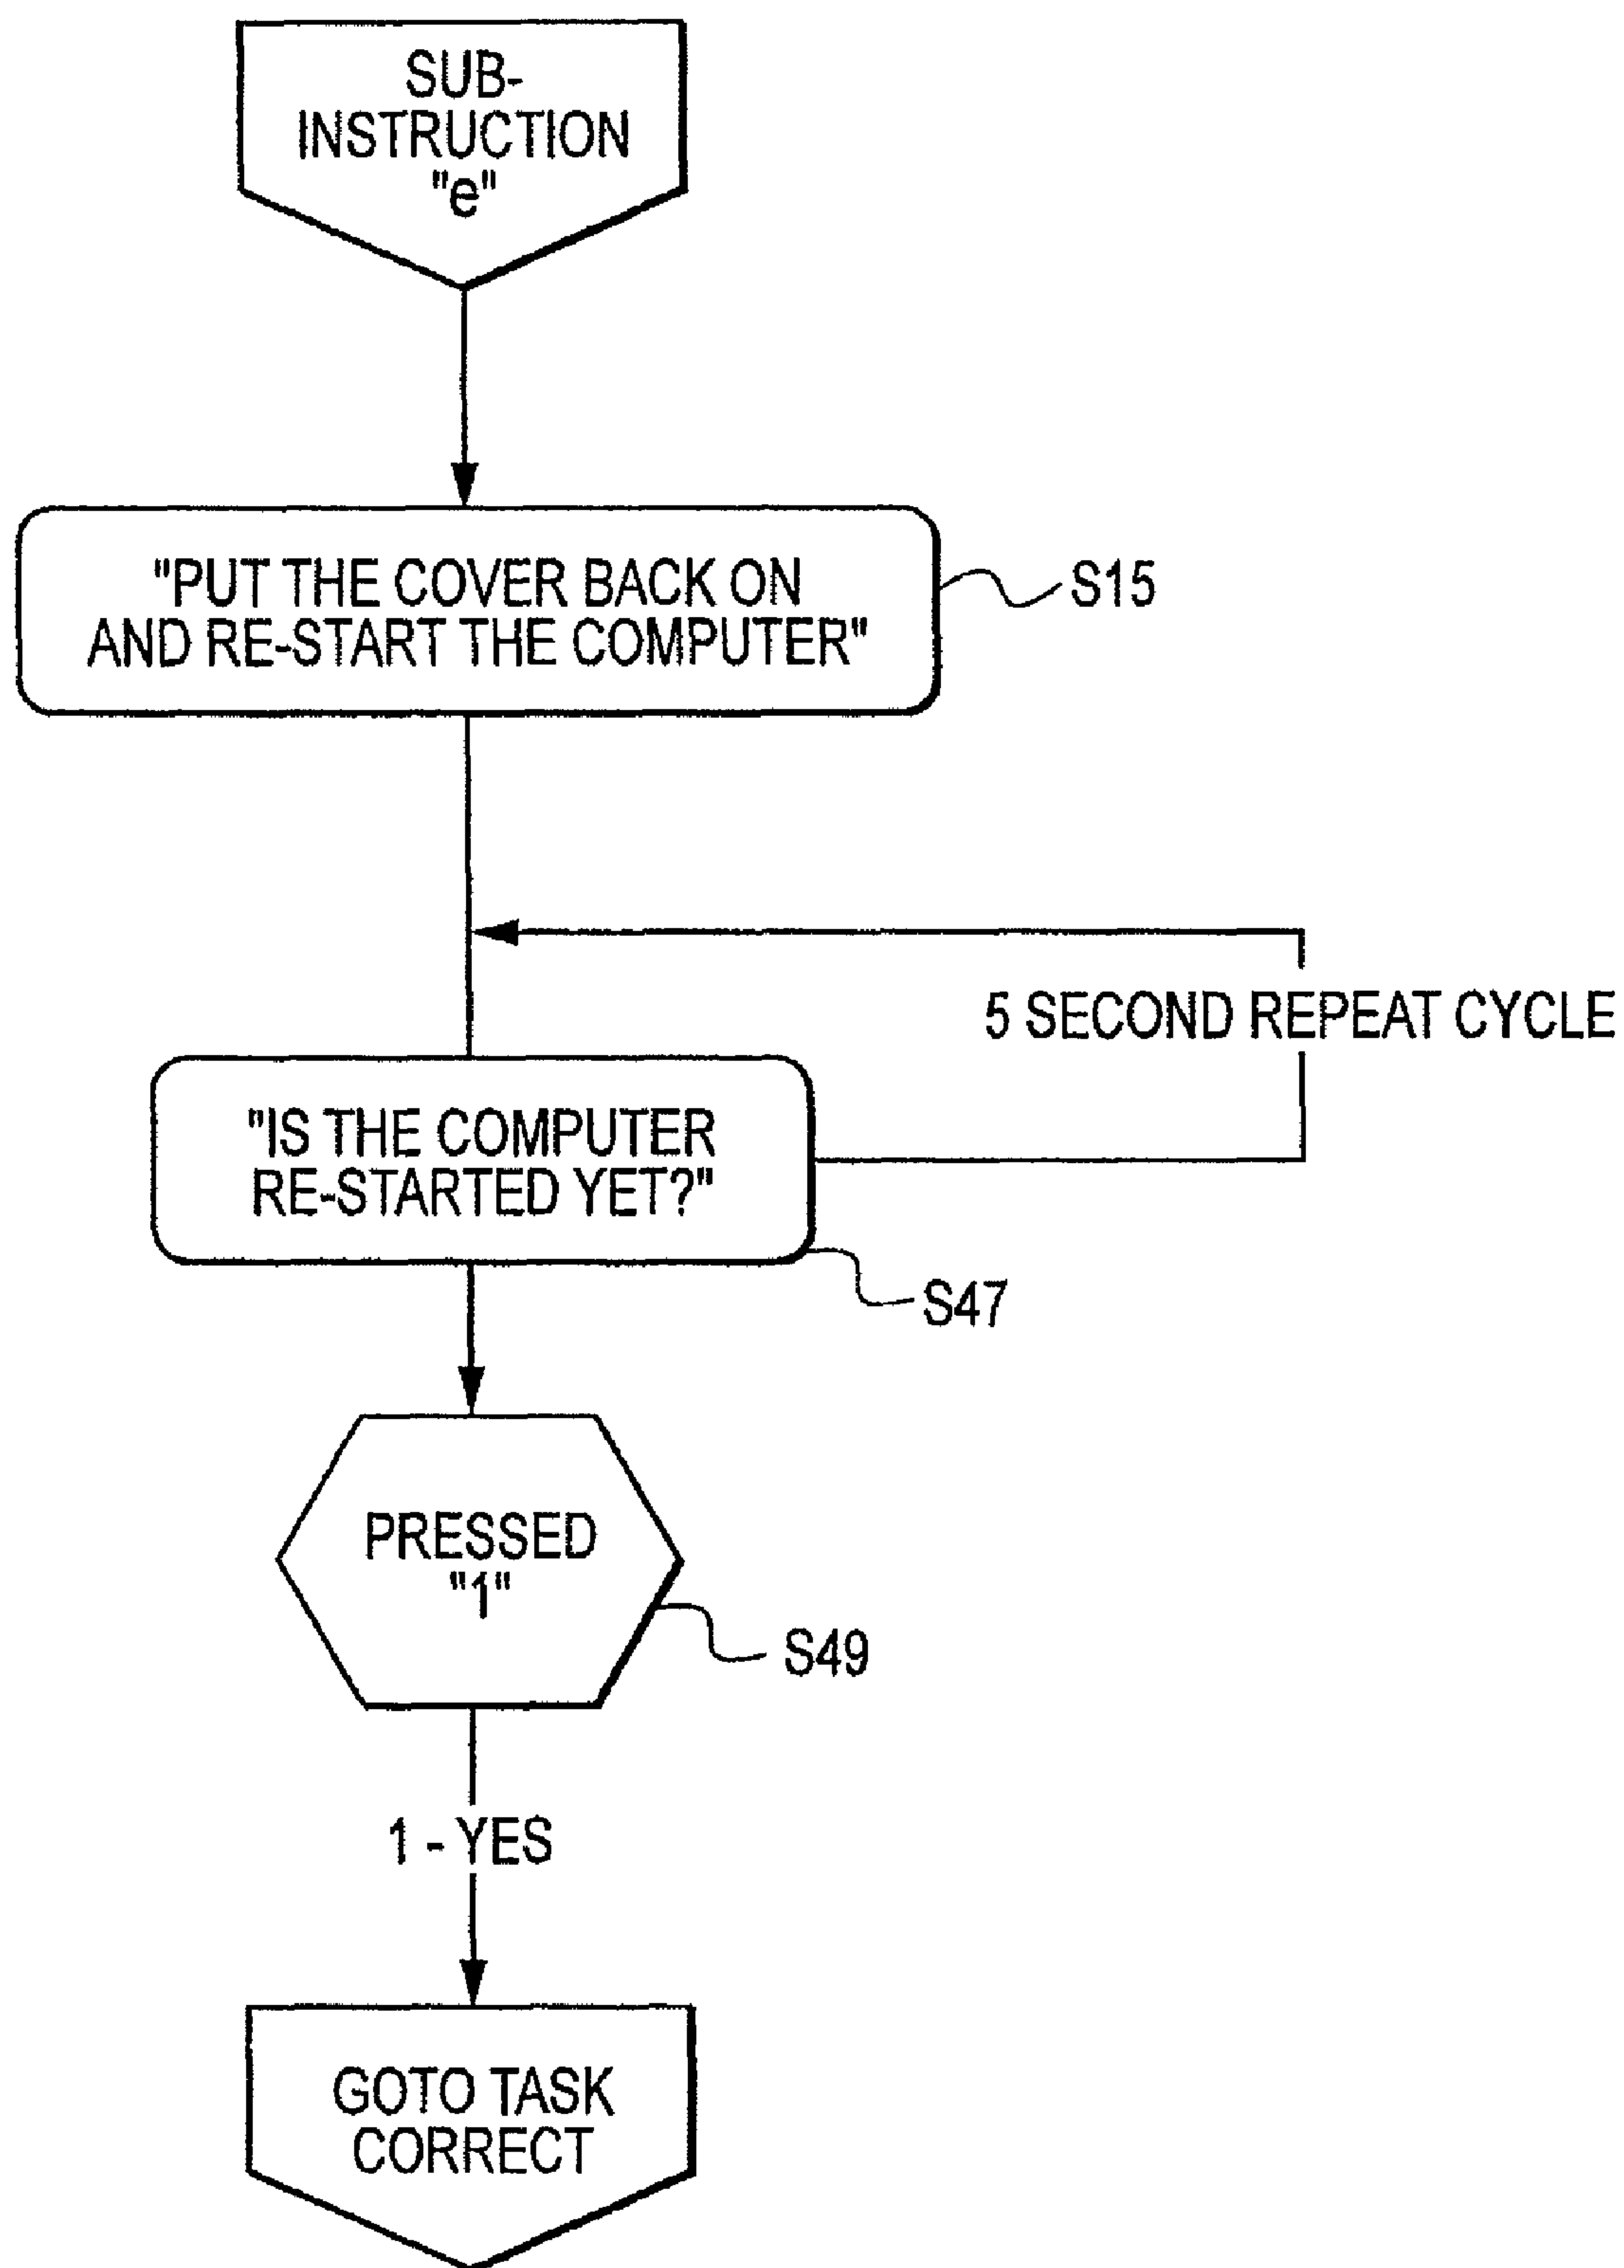 SUB-
INSTRUCTION
"e"
"PUT THE COVER BACK ON
AND RE-START THE COMPUTER"
S15
5 SECOND REPEAT CYCLE
"IS THE COMPUTER
RE-STARTED YET?"
S47
PRESSED
"1"
S49
1 - YES
GOTO TASK
CORRECT